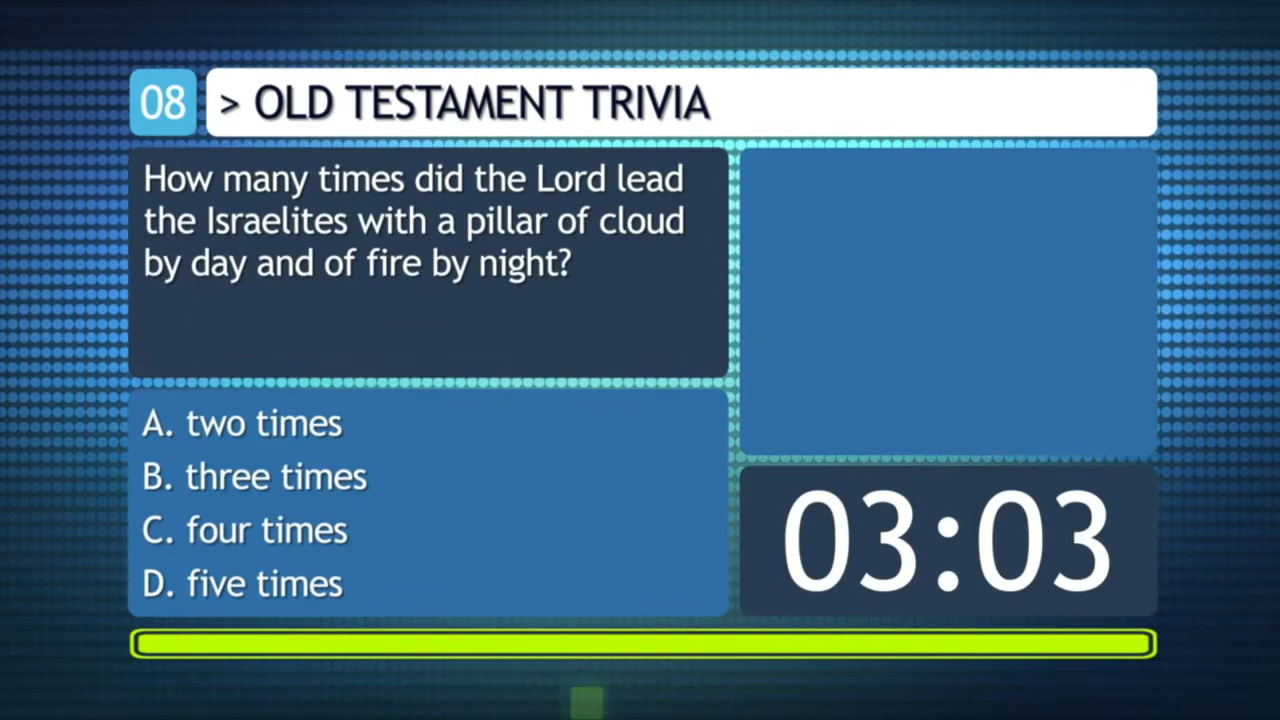 08 > OLD TESTAMENT TRIVIA
How many times did the Lord lead
the Israelites with a pillar of cloud
by day and of fire by night?
A. two times
B. three times
C. four times
D. five times
03:03